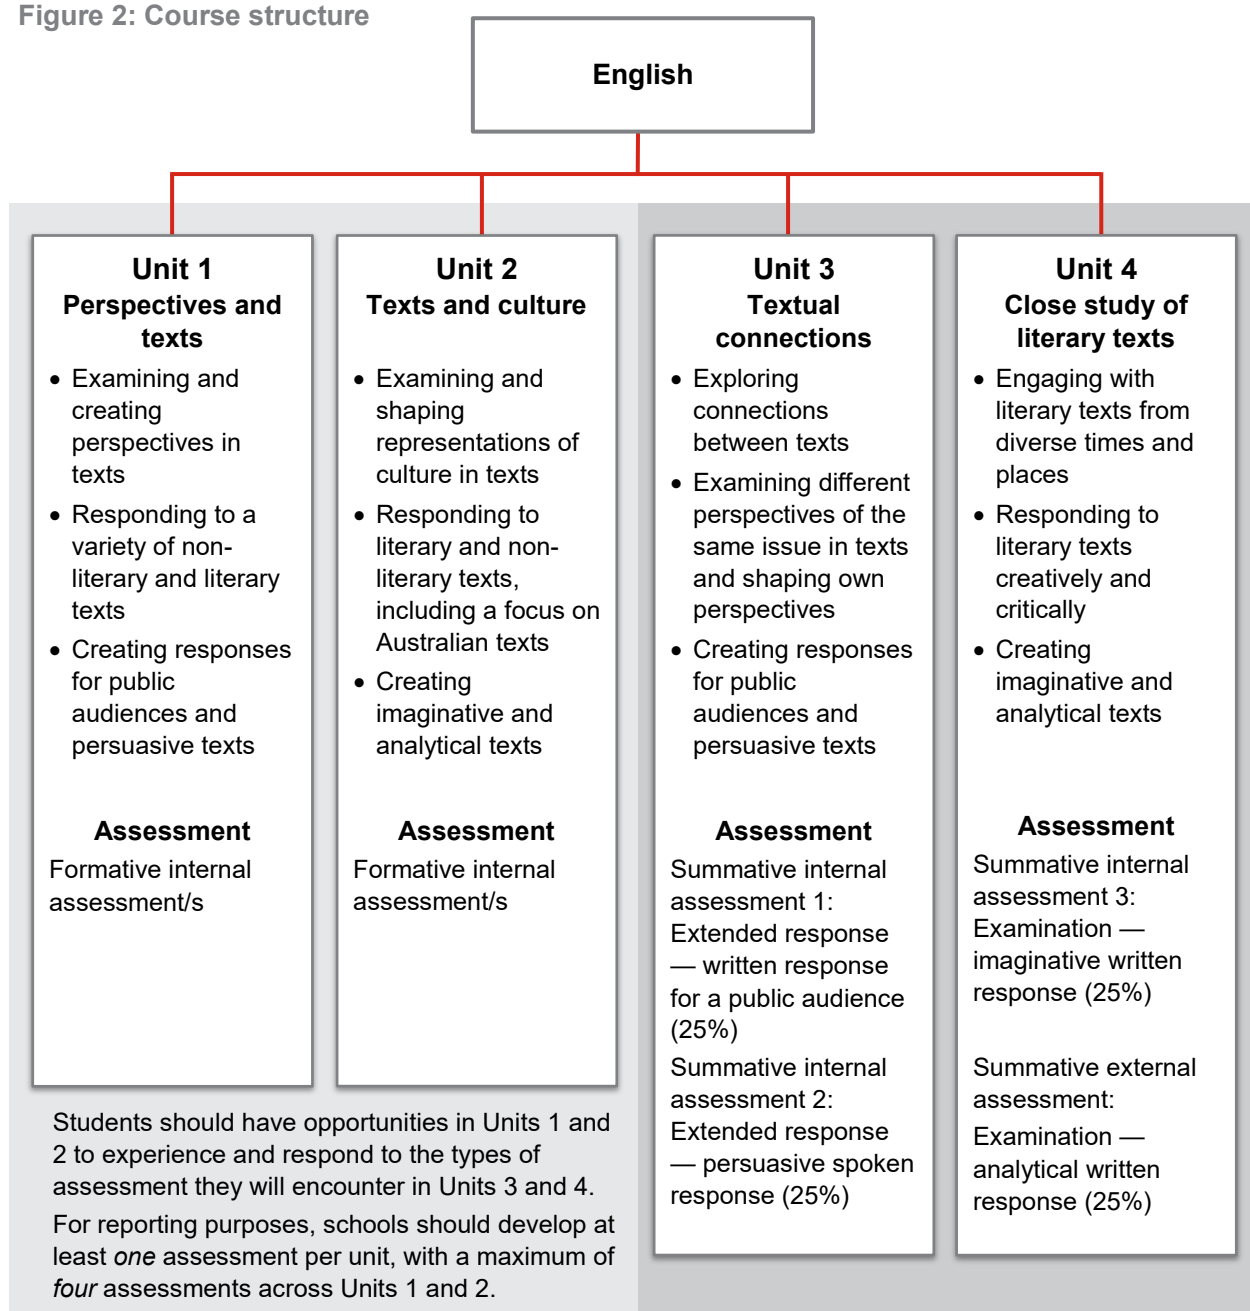 Figure 2: Course structure
English
Unit 1
Perspectives and
texts
• Examining and
creating
perspectives in
texts
• Responding to a
variety of non-
literary and literary
texts
• Creating responses
for public
audiences and
persuasive texts
Assessment
Formative internal
assessment/s
Unit 2
Texts and culture
• Examining and
shaping
representations of
culture in texts
• Responding to
literary and non-
literary texts,
including a focus on
Australian texts
• Creating
imaginative and
analytical texts
Assessment
Formative internal
assessment/s
Students should have opportunities in Units 1 and
2 to experience and respond to the types of
assessment they will encounter in Units 3 and 4.
For reporting purposes, schools should develop at
least one assessment per unit, with a maximum of
four assessments across Units 1 and 2.
Unit 3
Textual
connections
• Exploring
connections
between texts
• Examining different
perspectives of the
same issue in texts
and shaping own
perspectives
• Creating responses
for public
audiences and
persuasive texts
Assessment
Summative internal
assessment 1:
Extended response
— written response
for a public audience
(25%)
Summative internal
assessment 2:
Extended response
— persuasive spoken
response (25%)
Unit 4
Close study of
literary texts
• Engaging with
literary texts from
diverse times and
places
• Responding to
literary texts
creatively and
critically
• Creating
imaginative and
analytical texts
Assessment
Summative internal
assessment 3:
Examination —
imaginative written
response (25%)
Summative external
assessment:
Examination —
analytical written
response (25%)